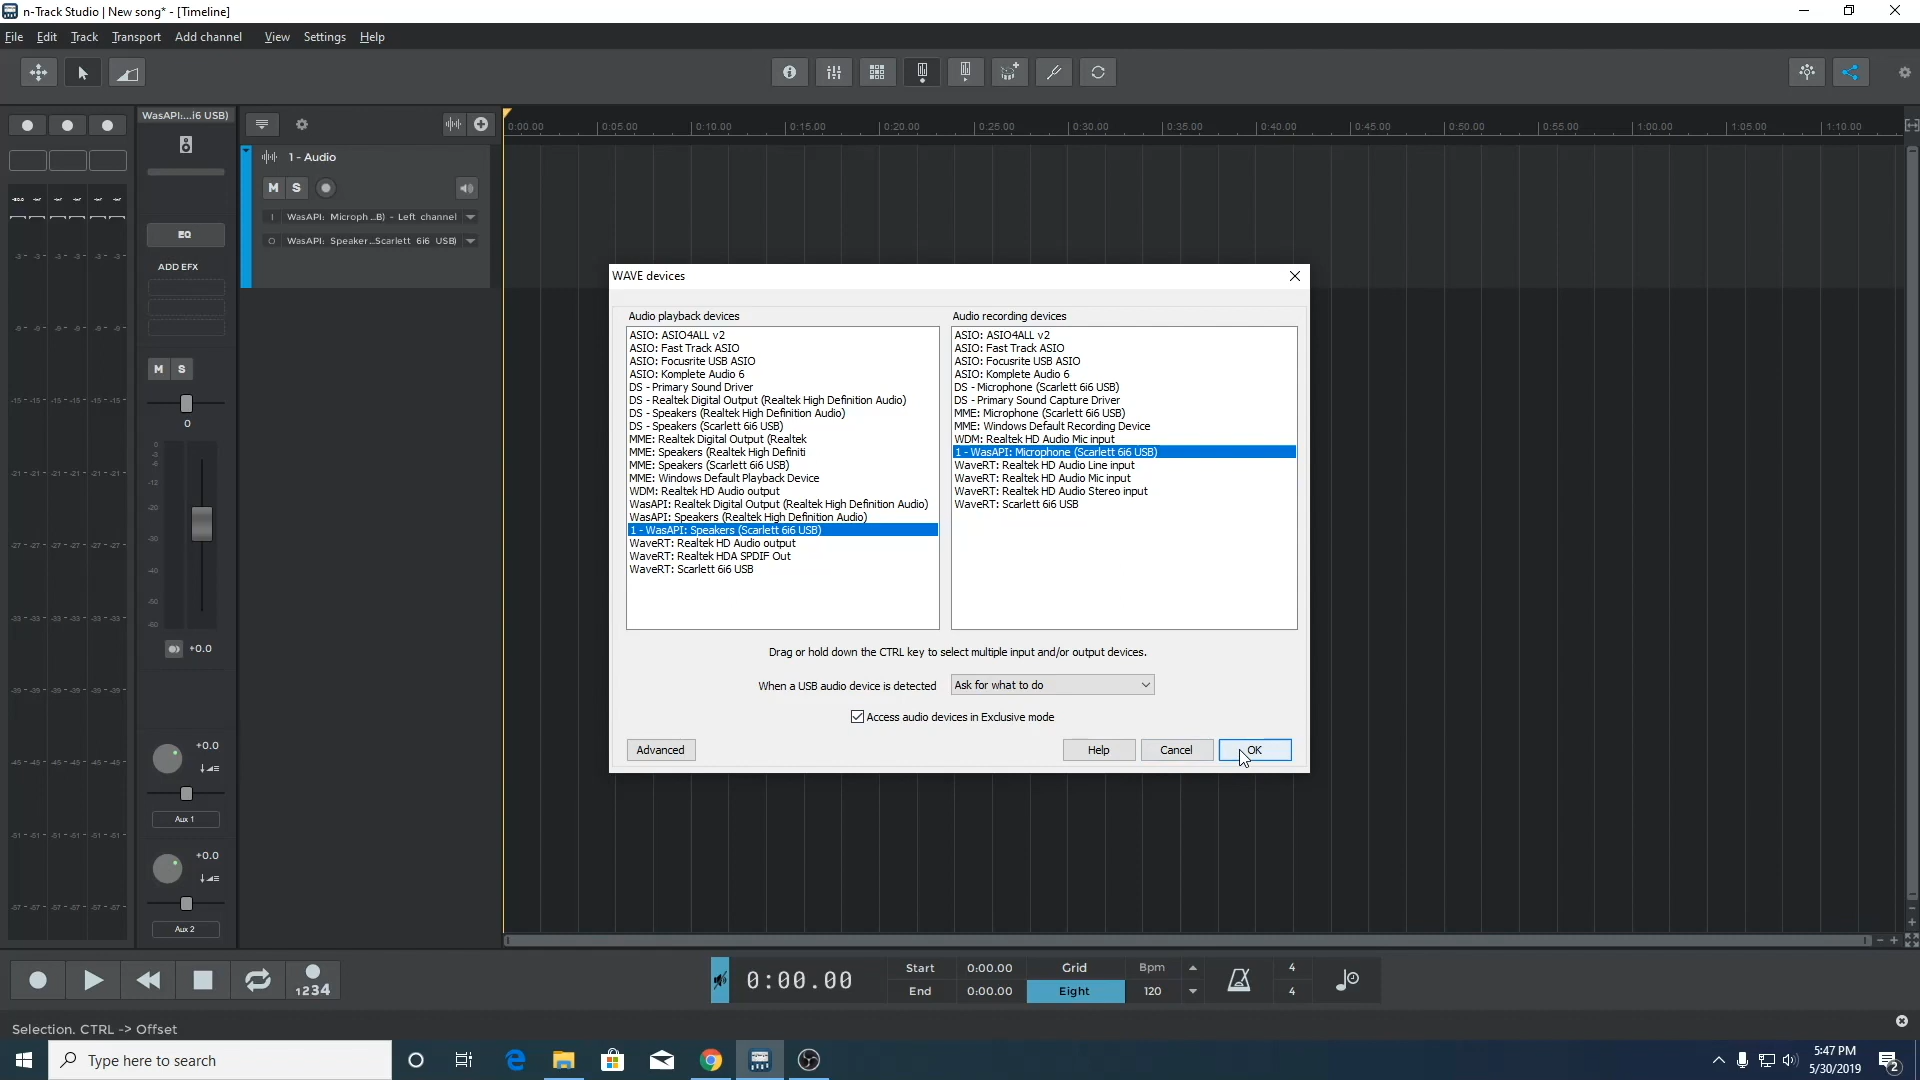 n-Track Studio | New song* - [Timeline]
File Edit Track Transport Add channel View Settings Help
WasAPI:...i6 USB)
0:00.00 0:05.00 0:10.00 0:15.00 0:20.00 0:25.00 0:30.00 0:35.00 0:40.00 0:45.00 0:50.00 0:55.00 1:00.00 1:05.00 1:10.00
1 - Audio
M S
I WasAPI: Microph ...B) - Left channel
O WasAPI: Speaker...Scarlett 6i6 USB)
EQ
ADD EFX
M S
0
+0.0
+0.0
Aux 1
+0.0
Aux 2
WAVE devices
Audio playback devices
ASIO: ASIO4ALL v2
ASIO: Fast Track ASIO
ASIO: Focusrite USB ASIO
ASIO: Komplete Audio 6
DS - Primary Sound Driver
DS - Realtek Digital Output (Realtek High Definition Audio)
DS - Speakers (Realtek High Definition Audio)
DS - Speakers (Scarlett 6i6 USB)
MME: Realtek Digital Output (Realtek
MME: Speakers (Realtek High Definiti
MME: Speakers (Scarlett 6i6 USB)
MME: Windows Default Playback Device
WDM: Realtek HD Audio output
WasAPI: Realtek Digital Output (Realtek High Definition Audio)
WasAPI: Speakers (Realtek High Definition Audio)
1 - WasAPI: Speakers (Scarlett 6i6 USB)
WaveRT: Realtek HD Audio output
WaveRT: Realtek HDA SPDIF Out
WaveRT: Scarlett 6i6 USB
Audio recording devices
ASIO: ASIO4ALL v2
ASIO: Fast Track ASIO
ASIO: Focusrite USB ASIO
ASIO: Komplete Audio 6
DS - Microphone (Scarlett 6i6 USB)
DS - Primary Sound Capture Driver
MME: Microphone (Scarlett 6i6 USB)
MME: Windows Default Recording Device
WDM: Realtek HD Audio Mic input
1 - WasAPI: Microphone (Scarlett 6i6 USB)
WaveRT: Realtek HD Audio Line input
WaveRT: Realtek HD Audio Mic input
WaveRT: Realtek HD Audio Stereo input
WaveRT: Scarlett 6i6 USB
Drag or hold down the CTRL key to select multiple input and/or output devices.
When a USB audio device is detected Ask for what to do
Access audio devices in Exclusive mode
Advanced Help Cancel OK
1234
0:00.00
Start 0:00.00 Grid Bpm 4
End 0:00.00 Eight 120 4
Selection. CTRL -> Offset
Type here to search
5:47 PM
5/30/2019
2